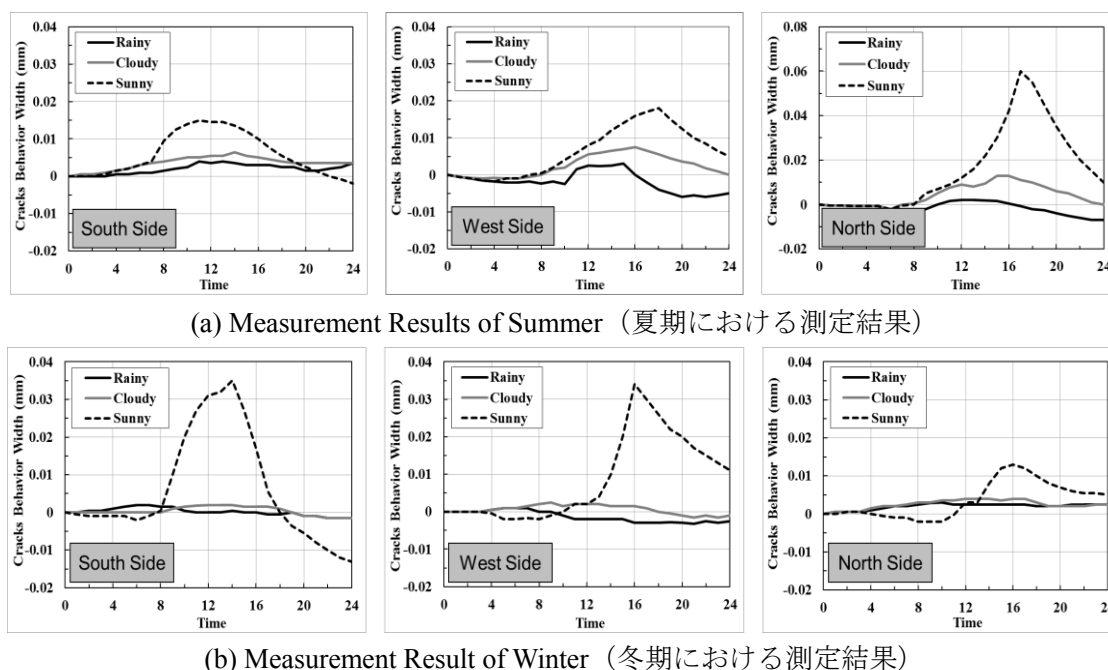 0.04
0.03
0.02
0.01
0
-0.01
-0.02
Cracks Behavior Width (mm)
Rainy
Cloudy
Sunny
South Side
0 4 8 12 16 20 24
Time
0.04
0.03
0.02
0.01
0
-0.01
-0.02
Cracks Behavior Width (mm)
Rainy
Cloudy
Sunny
West Side
0 4 8 12 16 20 24
Time
0.08
0.06
0.04
0.02
0
-0.02
Cracks Behavior Width (mm)
Rainy
Cloudy
Sunny
North Side
0 4 8 12 16 20 24
Time
(a) Measurement Results of Summer（夏期における測定結果）
0.04
0.03
0.02
0.01
0
-0.01
-0.02
Cracks Behavior Width (mm)
Rainy
Cloudy
Sunny
South Side
0 4 8 12 16 20 24
Time
0.04
0.03
0.02
0.01
0
-0.01
-0.02
Cracks Behavior Width (mm)
Rainy
Cloudy
Sunny
West Side
0 4 8 12 16 20 24
Time
0.04
0.03
0.02
0.01
0
-0.01
-0.02
Cracks Behavior Width (mm)
Rainy
Cloudy
Sunny
North Side
0 4 8 12 16 20 24
Time
(b) Measurement Result of Winter（冬期における測定結果）